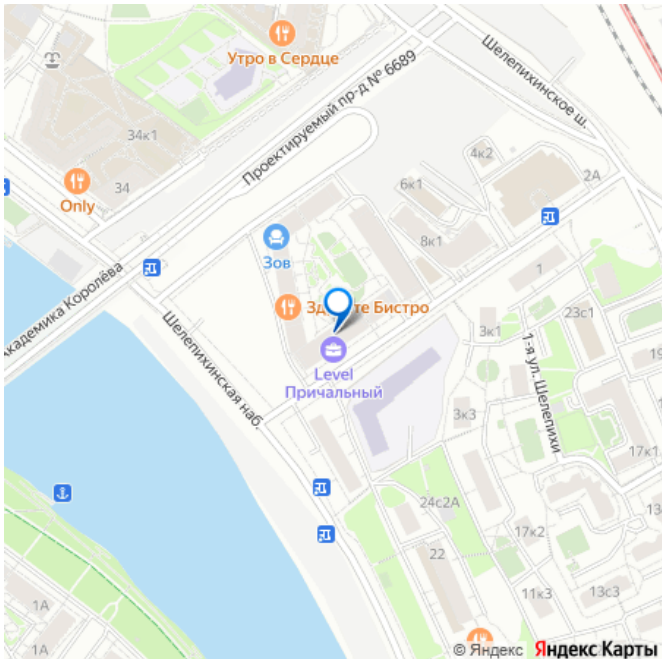 Утро в Сердце
Шелепихинское ш.
Проектируемый пр-д № 6689
34к1
4к2
2А
34
6к1
Only
8к1
Зов
Академика Королёва
1
23с1
Бистро
3к1
Level
Причальный
Шелепихинская наб.
1-я ул. Шелепихи
3к3
17к1
24с2А
17к2
22
13с3
11к3
1А
1А
© Яндекс Яндекс Карты